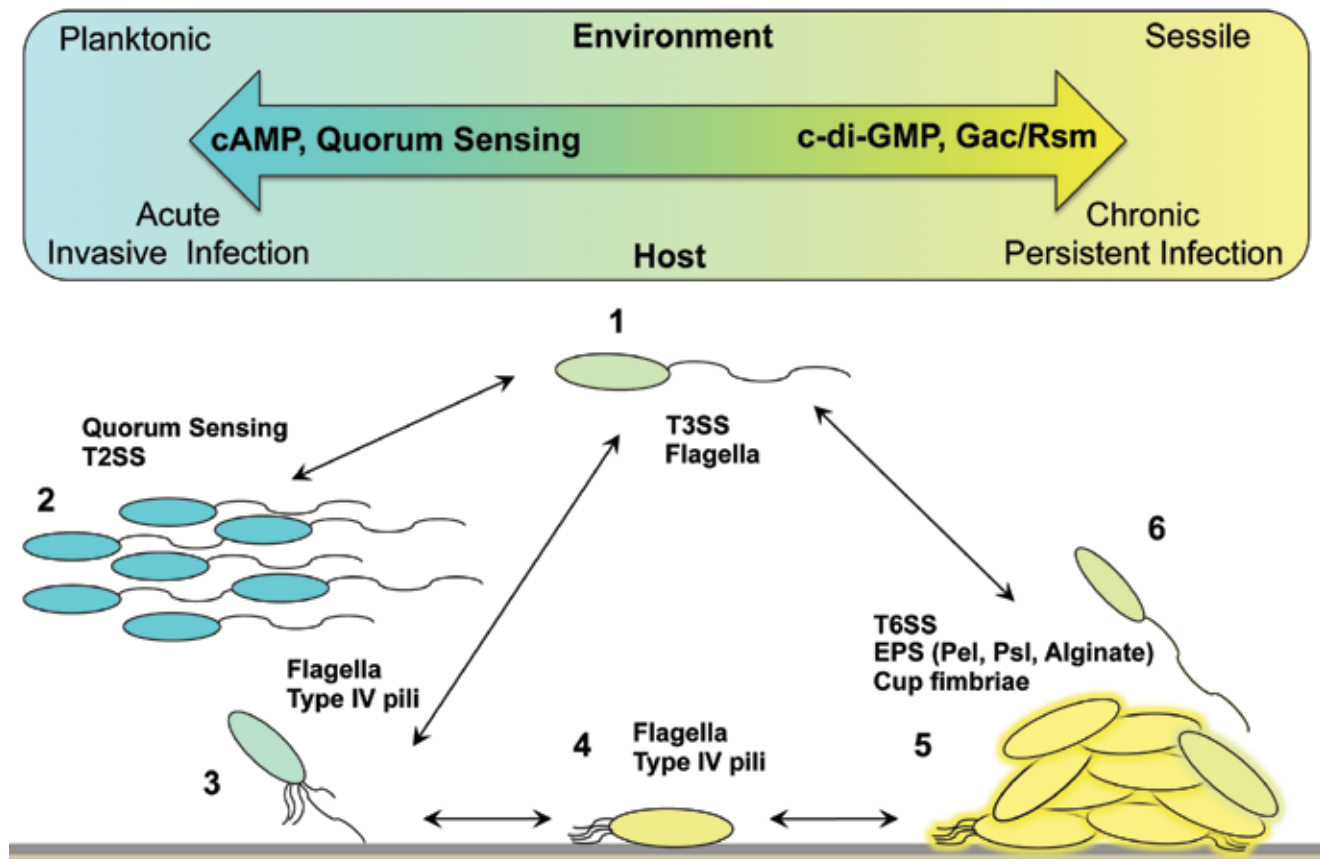 Planktonic
Environment
Sessile
cAMP, Quorum Sensing
c-di-GMP, Gac/Rsm
Acute
Invasive Infection
Host
Chronic
Persistent Infection
1
T3SS
Flagella
Quorum Sensing
T2SS
2
6
T6SS
EPS (Pel, Psl, Alginate)
Cup fimbriae
Flagella
Type IV pili
3
4
Flagella
Type IV pili
5